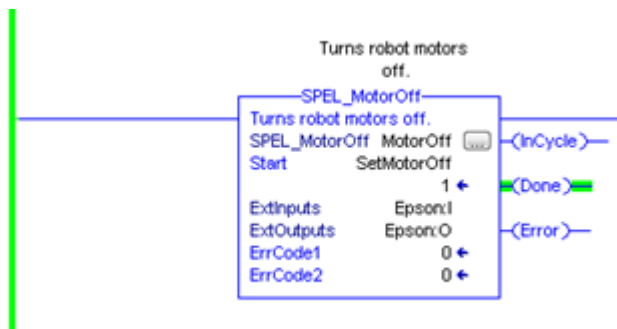 Turns robot motors
off.
SPEL_MotorOff
Turns robot motors off.
SPEL_MotorOff MotorOff ... (InCycle)
Start SetMotorOff
1 (Done)
ExtInputs Epson:I
ExtOutputs Epson:O (Error)
ErrCode1 0
ErrCode2 0